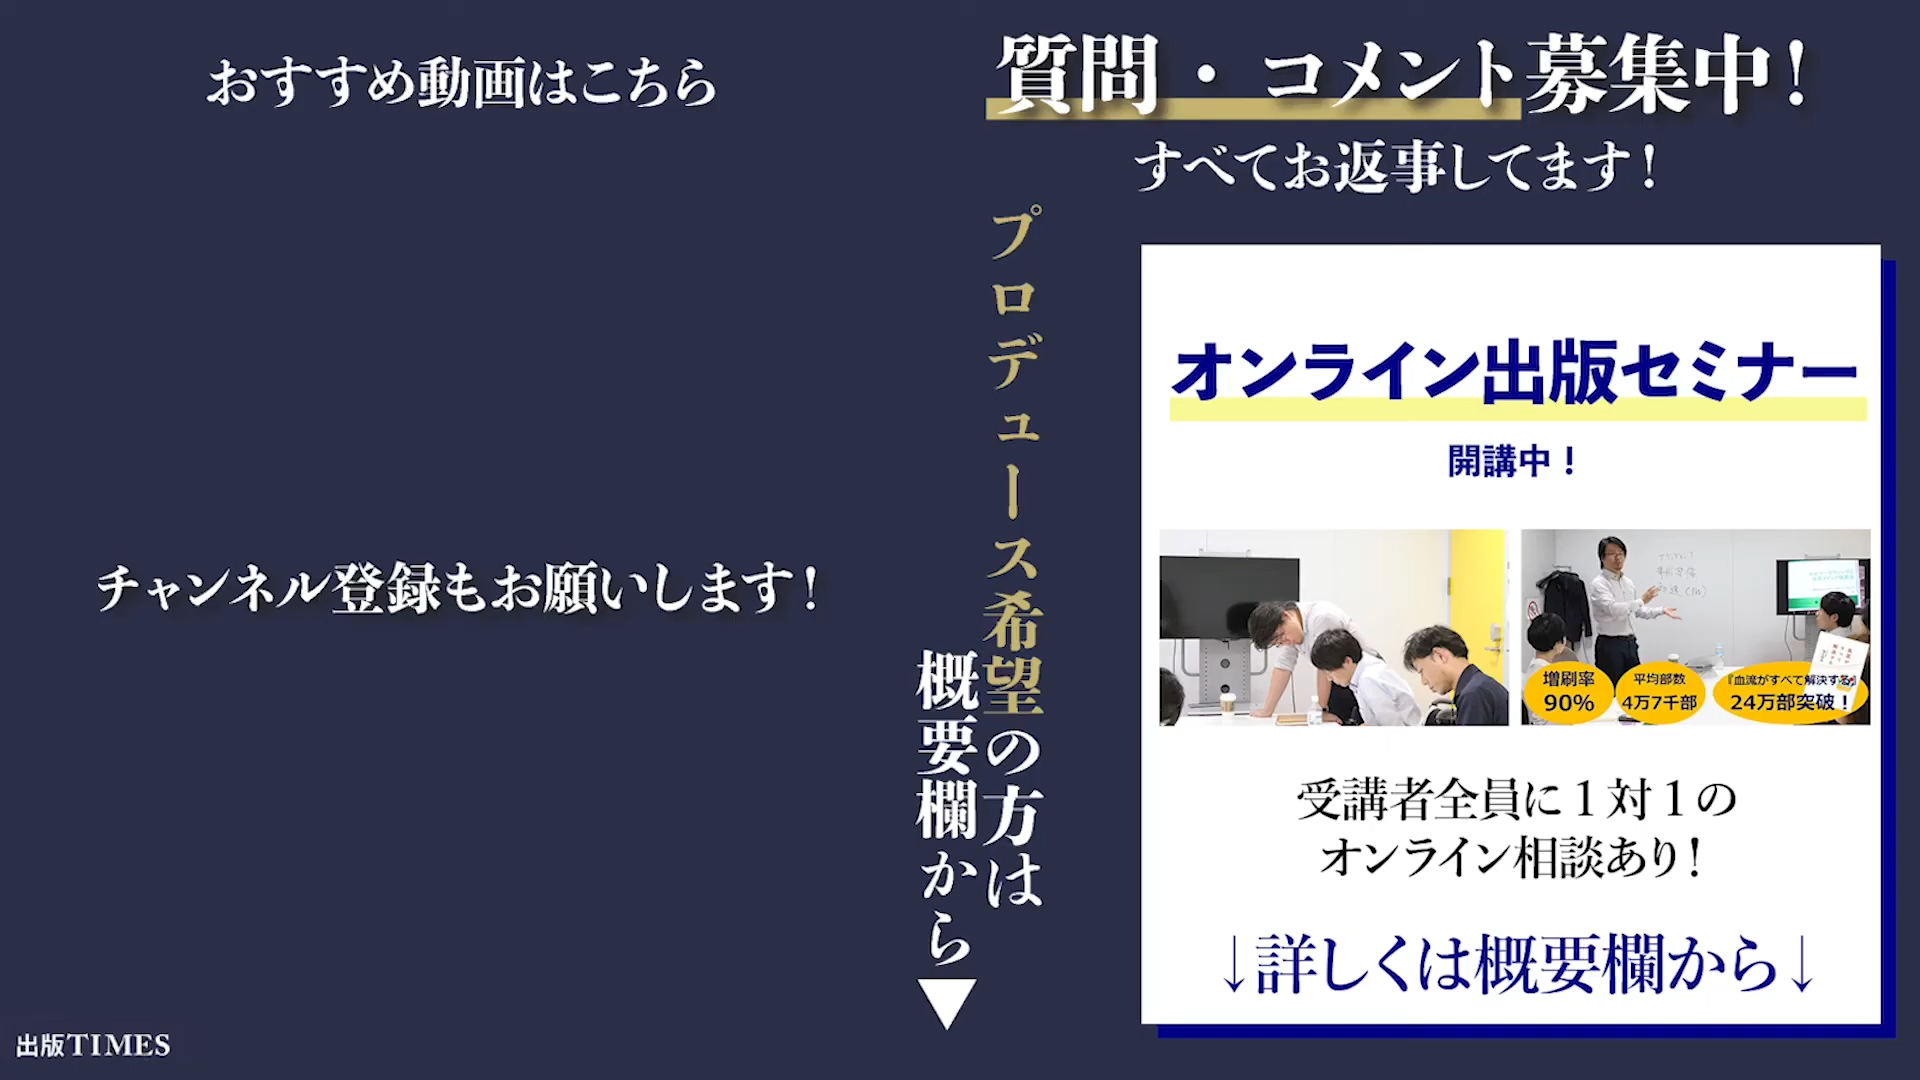 おすすめ動画はこちら
チャンネル登録もお願いします！
質問・コメント募集中！
すべてお返事してます！
プロデュース希望の方は
概要欄から▼
オンライン出版セミナー
開講中！
増刷率
90%
平均部数
4万7千部
『血流がすべて解決する』
24万部突破！
受講者全員に１対１の
オンライン相談あり！
↓詳しくは概要欄から↓
出版TIMES